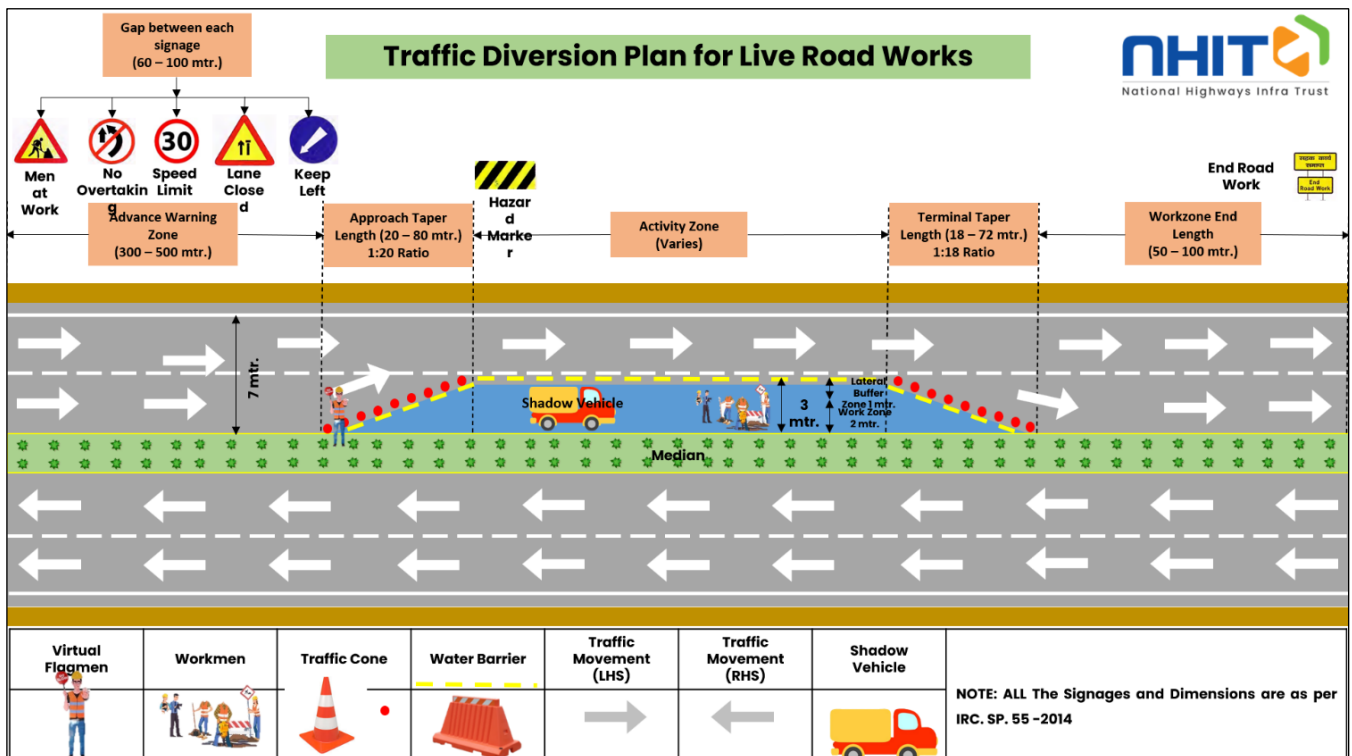 Gap between each
signage
(60 – 100 mtr.)
Traffic Diversion Plan for Live Road Works
NHIT
National Highways Infra Trust
30
Men
at
Work
No
Overtakin
g
Speed
Limit
Lane
Close
d
Keep
Left
Hazar
d
Marke
r
End Road
Work
सड़क कार्य
समाप्त
End
Road Work
Advance Warning
Zone
(300 – 500 mtr.)
Approach Taper
Length (20 – 80 mtr.)
1:20 Ratio
Activity Zone
(Varies)
Terminal Taper
Length (18 – 72 mtr.)
1:18 Ratio
Workzone End
Length
(50 – 100 mtr.)
7 mtr.
Shadow Vehicle
3
mtr.
Lateral
Buffer
Zone 1 mtr.
Work Zone
2 mtr.
Median
Virtual
Flagmen
Workmen
Traffic Cone
Water Barrier
Traffic
Movement
(LHS)
Traffic
Movement
(RHS)
Shadow
Vehicle
NOTE: ALL The Signages and Dimensions are as per
IRC. SP. 55 -2014